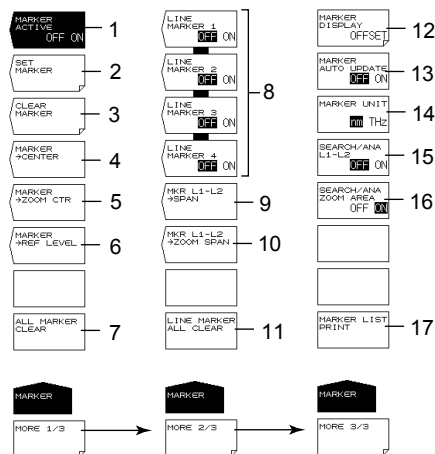 MARKER
ACTIVE
OFF ON
1
SET
MARKER
2
CLEAR
MARKER
3
MARKER
→CENTER
4
MARKER
→ZOOM CTR
5
MARKER
→REF LEVEL
6
ALL MARKER
CLEAR
7
MARKER
MORE 1/3
LINE
MARKER 1
OFF ON
LINE
MARKER 2
OFF ON
LINE
MARKER 3
OFF ON
LINE
MARKER 4
OFF ON
8
MKR L1-L2
→SPAN
9
MKR L1-L2
→ZOOM SPAN
10
LINE MARKER
ALL CLEAR
11
MARKER
MORE 2/3
MARKER
DISPLAY
OFFSET
12
MARKER
AUTO UPDATE
OFF ON
13
MARKER UNIT
nm THz
14
SEARCH/ANA
L1-L2
OFF ON
15
SEARCH/ANA
ZOOM AREA
OFF ON
16
MARKER LIST
PRINT
17
MARKER
MORE 3/3